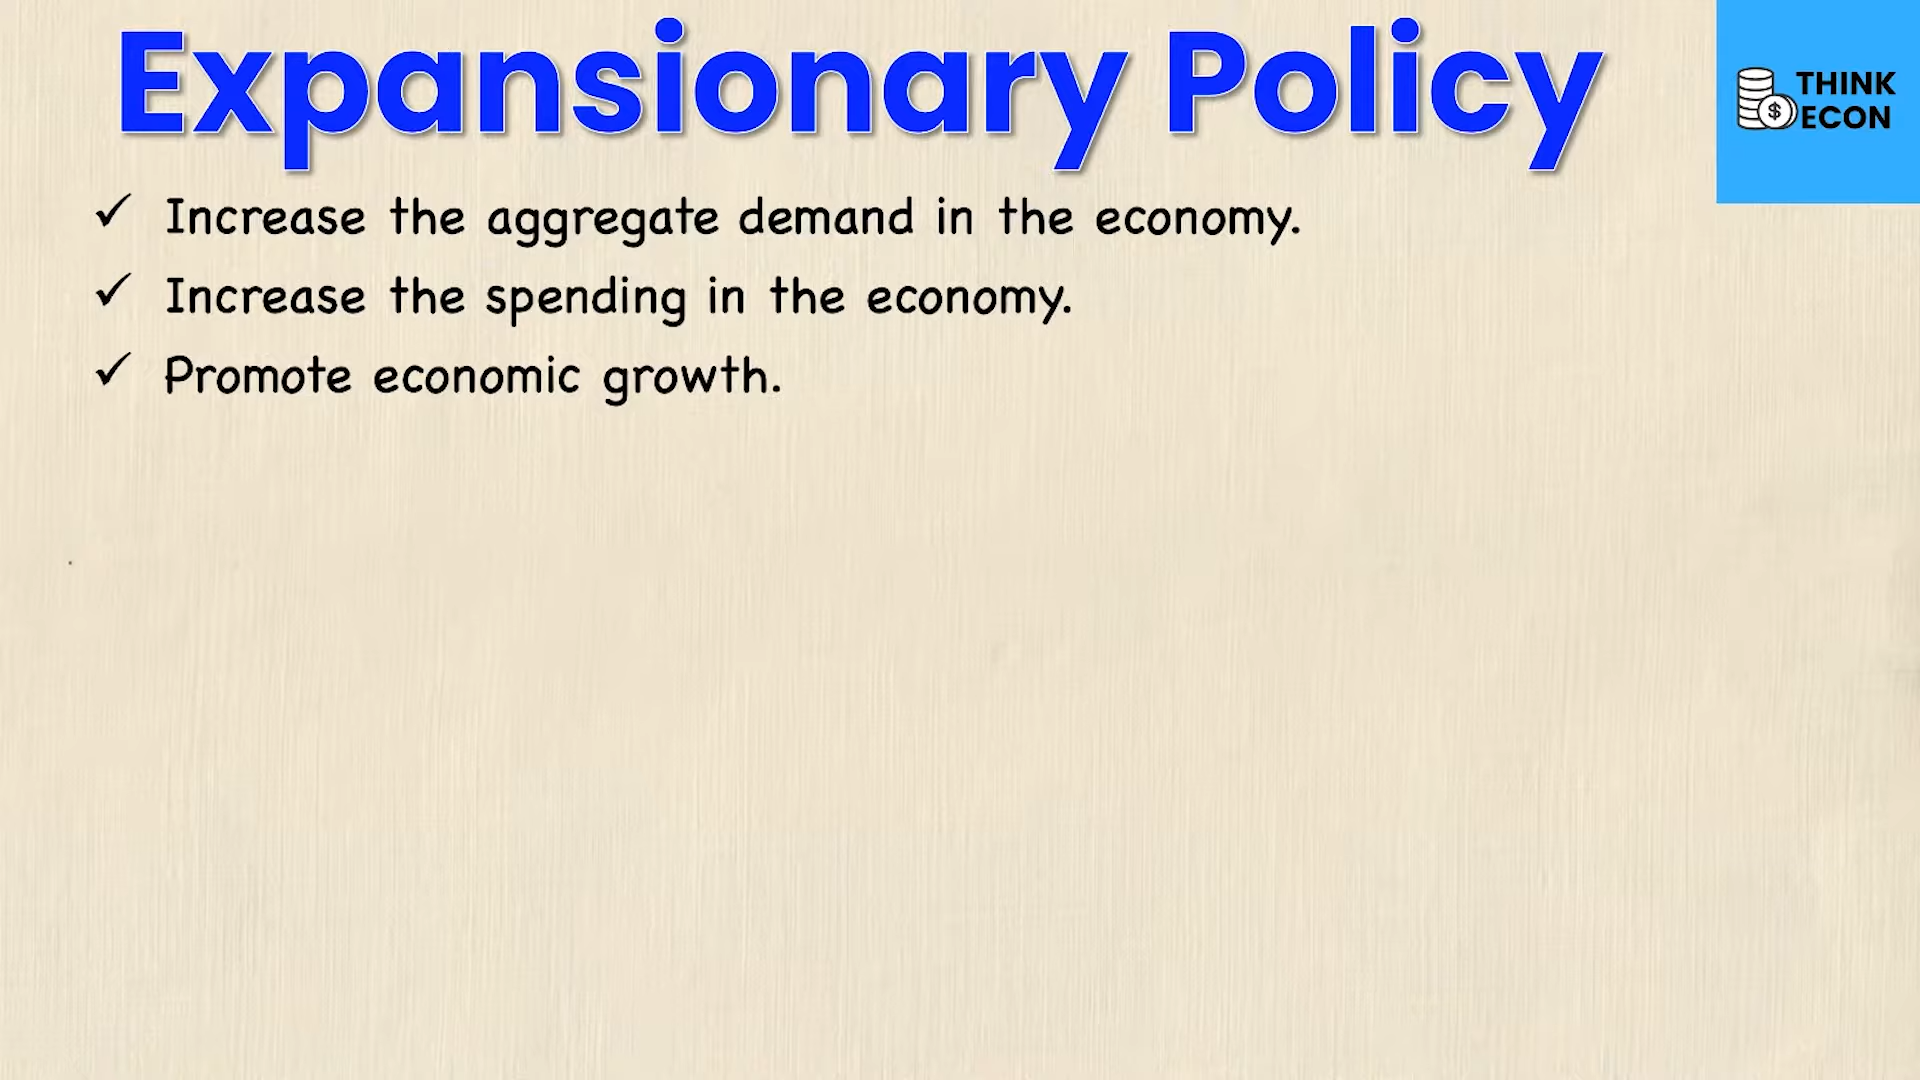 Expansionary Policy
THINK
ECON
$
✓ Increase the aggregate demand in the economy.
✓ Increase the spending in the economy.
✓ Promote economic growth.